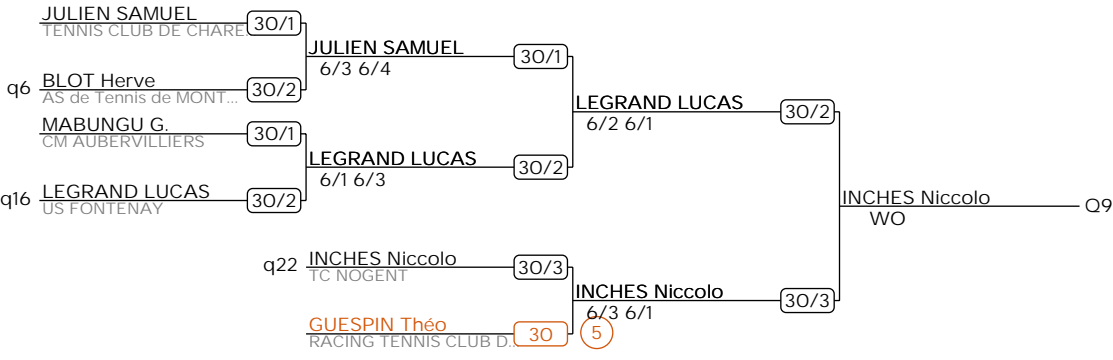 JULIEN SAMUEL
TENNIS CLUB DE CHARE...
30/1
JULIEN SAMUEL
6/3 6/4
30/1
q6
BLOT Herve
AS de Tennis de MONT...
30/2
LEGRAND LUCAS
6/2 6/1
30/2
MABUNGU G.
CM AUBERVILLIERS
30/1
LEGRAND LUCAS
6/1 6/3
30/2
q16
LEGRAND LUCAS
US FONTENAY
30/2
INCHES Niccolo
WO
Q9
q22
INCHES Niccolo
TC NOGENT
30/3
INCHES Niccolo
6/3 6/1
30/3
GUESPIN Théo
RACING TENNIS CLUB D...
30
5